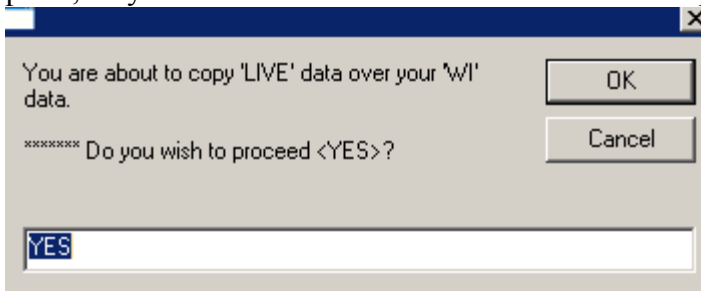 You are about to copy 'LIVE' data over your 'WI'
data.
OK
******* Do you wish to proceed <YES>?
Cancel
YES